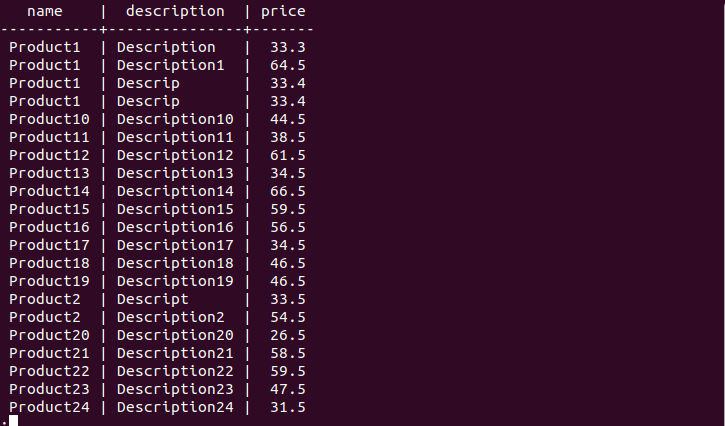 name    |  description  | price
-----------+---------------+-------
 Product1  | Description   |  33.3
 Product1  | Description1  |  64.5
 Product1  | Descrip       |  33.4
 Product1  | Descrip       |  33.4
 Product10 | Description10 |  44.5
 Product11 | Description11 |  38.5
 Product12 | Description12 |  61.5
 Product13 | Description13 |  34.5
 Product14 | Description14 |  66.5
 Product15 | Description15 |  59.5
 Product16 | Description16 |  56.5
 Product17 | Description17 |  34.5
 Product18 | Description18 |  46.5
 Product19 | Description19 |  46.5
 Product2  | Descript      |  33.5
 Product2  | Description2  |  54.5
 Product20 | Description20 |  26.5
 Product21 | Description21 |  58.5
 Product22 | Description22 |  59.5
 Product23 | Description23 |  47.5
 Product24 | Description24 |  31.5
.